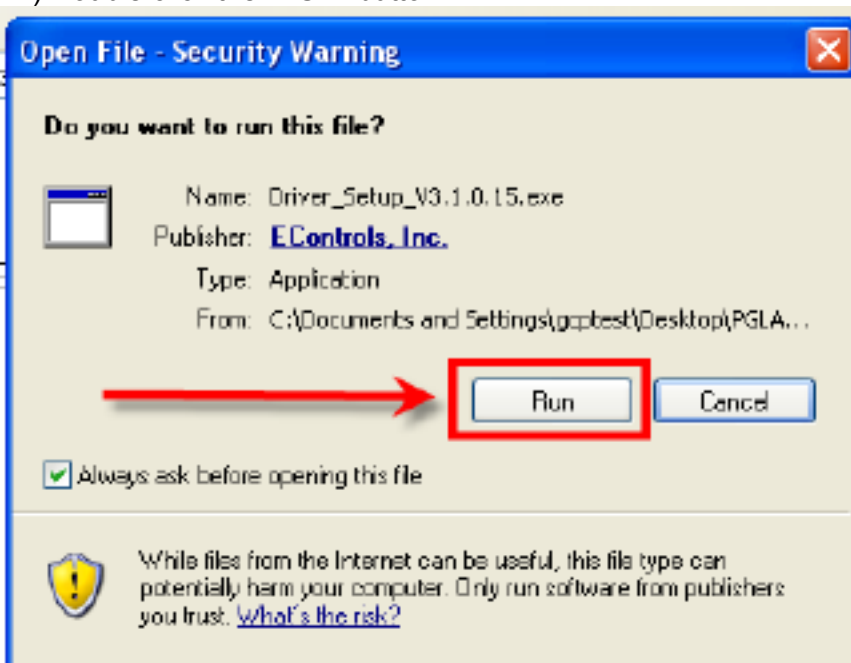 Open File - Security Warning
Do you want to run this file?
Name: Driver_Setup_V3.1.0.15.exe
Publisher: EControls, Inc.
Type: Application
From: C:\Documents and Settings\gcptest\Desktop\PGLA...
Run Cancel
Always ask before opening this file
While files from the Internet can be useful, this file type can
potentially harm your computer. Only run software from publishers
you trust. What's the risk?